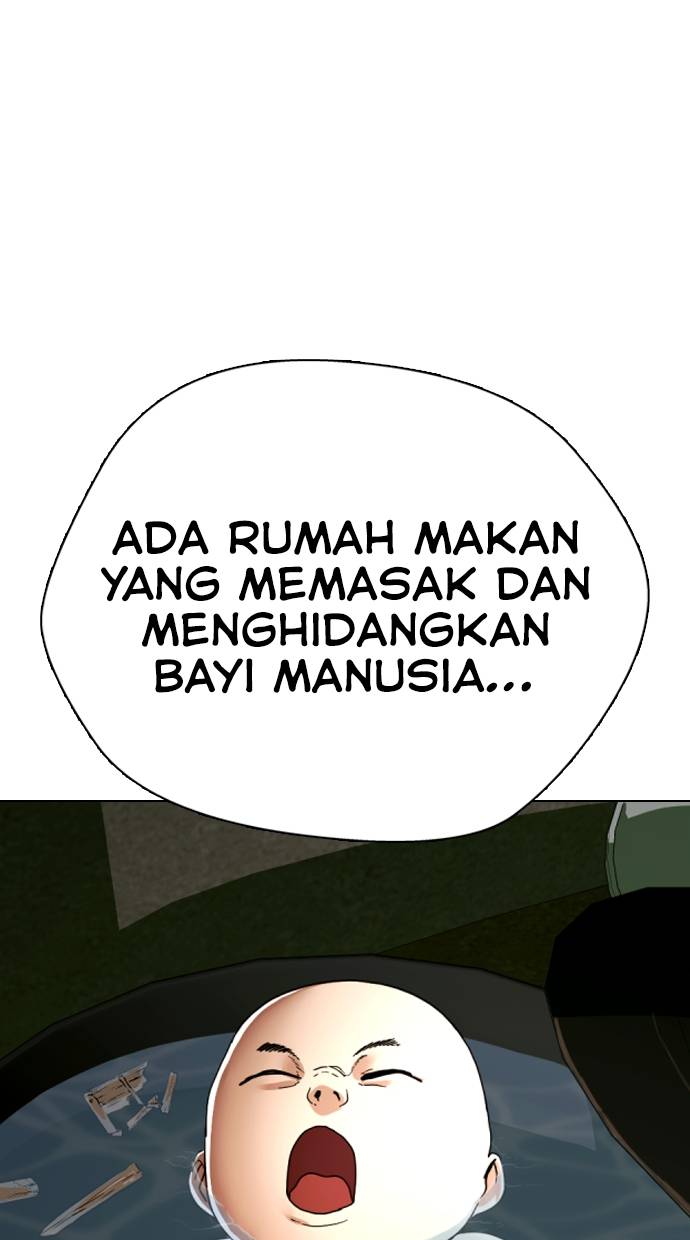 ADA RUMAH MAKAN
YANG MEMASAK DAN
MENGHIDANGKAN
BAYI MANUSIA...